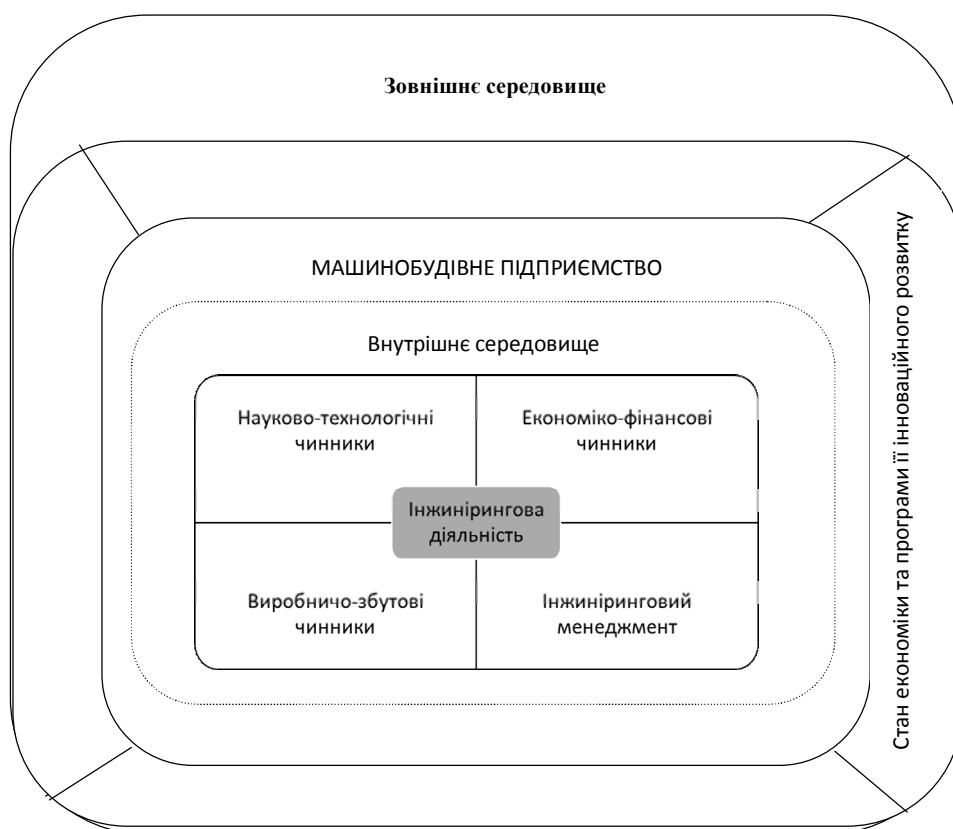 Зовнішнє середовище
МАШИНОБУДІВНЕ ПІДПРИЄМСТВО
Внутрішнє середовище
Науково-технологічні
чинники
Економіко-фінансові
чинники
Інжинірингова
діяльність
Виробничо-збутові
чинники
Інжиніринговий
менеджмент
Стан економіки та програми її інноваційного розвитку